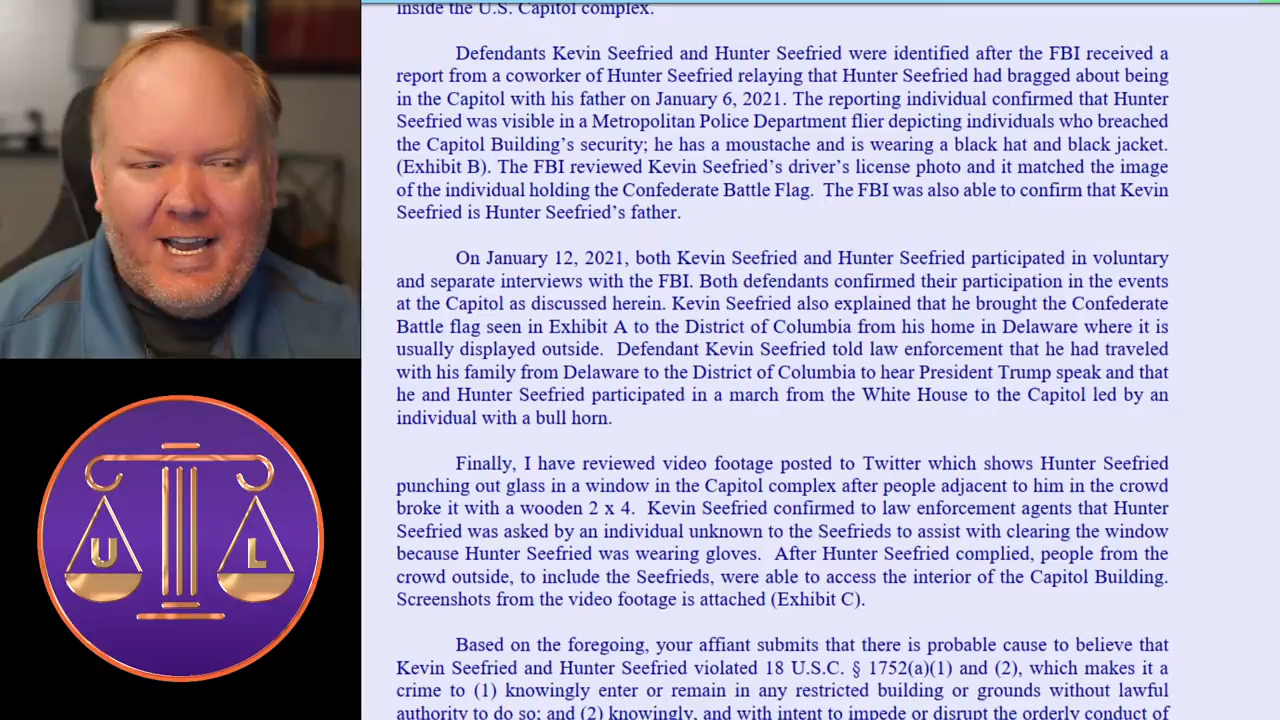 inside the U.S. Capitol complex.
Defendants Kevin Seefried and Hunter Seefried were identified after the FBI received a
report from a coworker of Hunter Seefried relaying that Hunter Seefried had bragged about being
in the Capitol with his father on January 6, 2021. The reporting individual confirmed that Hunter
Seefried was visible in a Metropolitan Police Department flier depicting individuals who breached
the Capitol Building's security; he has a moustache and is wearing a black hat and black jacket.
(Exhibit B). The FBI reviewed Kevin Seefried's driver's license photo and it matched the image
of the individual holding the Confederate Battle Flag. The FBI was also able to confirm that Kevin
Seefried is Hunter Seefried's father.
On January 12, 2021, both Kevin Seefried and Hunter Seefried participated in voluntary
and separate interviews with the FBI. Both defendants confirmed their participation in the events
at the Capitol as discussed herein. Kevin Seefried also explained that he brought the Confederate
Battle flag seen in Exhibit A to the District of Columbia from his home in Delaware where it is
usually displayed outside. Defendant Kevin Seefried told law enforcement that he had traveled
with his family from Delaware to the District of Columbia to hear President Trump speak and that
he and Hunter Seefried participated in a march from the White House to the Capitol led by an
individual with a bull horn.
Finally, I have reviewed video footage posted to Twitter which shows Hunter Seefried
punching out glass in a window in the Capitol complex after people adjacent to him in the crowd
broke it with a wooden 2 x 4. Kevin Seefried confirmed to law enforcement agents that Hunter
Seefried was asked by an individual unknown to the Seefrieds to assist with clearing the window
because Hunter Seefried was wearing gloves. After Hunter Seefried complied, people from the
crowd outside, to include the Seefrieds, were able to access the interior of the Capitol Building.
Screenshots from the video footage is attached (Exhibit C).
Based on the foregoing, your affiant submits that there is probable cause to believe that
Kevin Seefried and Hunter Seefried violated 18 U.S.C. § 1752(a)(1) and (2), which makes it a
crime to (1) knowingly enter or remain in any restricted building or grounds without lawful
authority to do so; and (2) knowingly, and with intent to impede or disrupt the orderly conduct of
U L